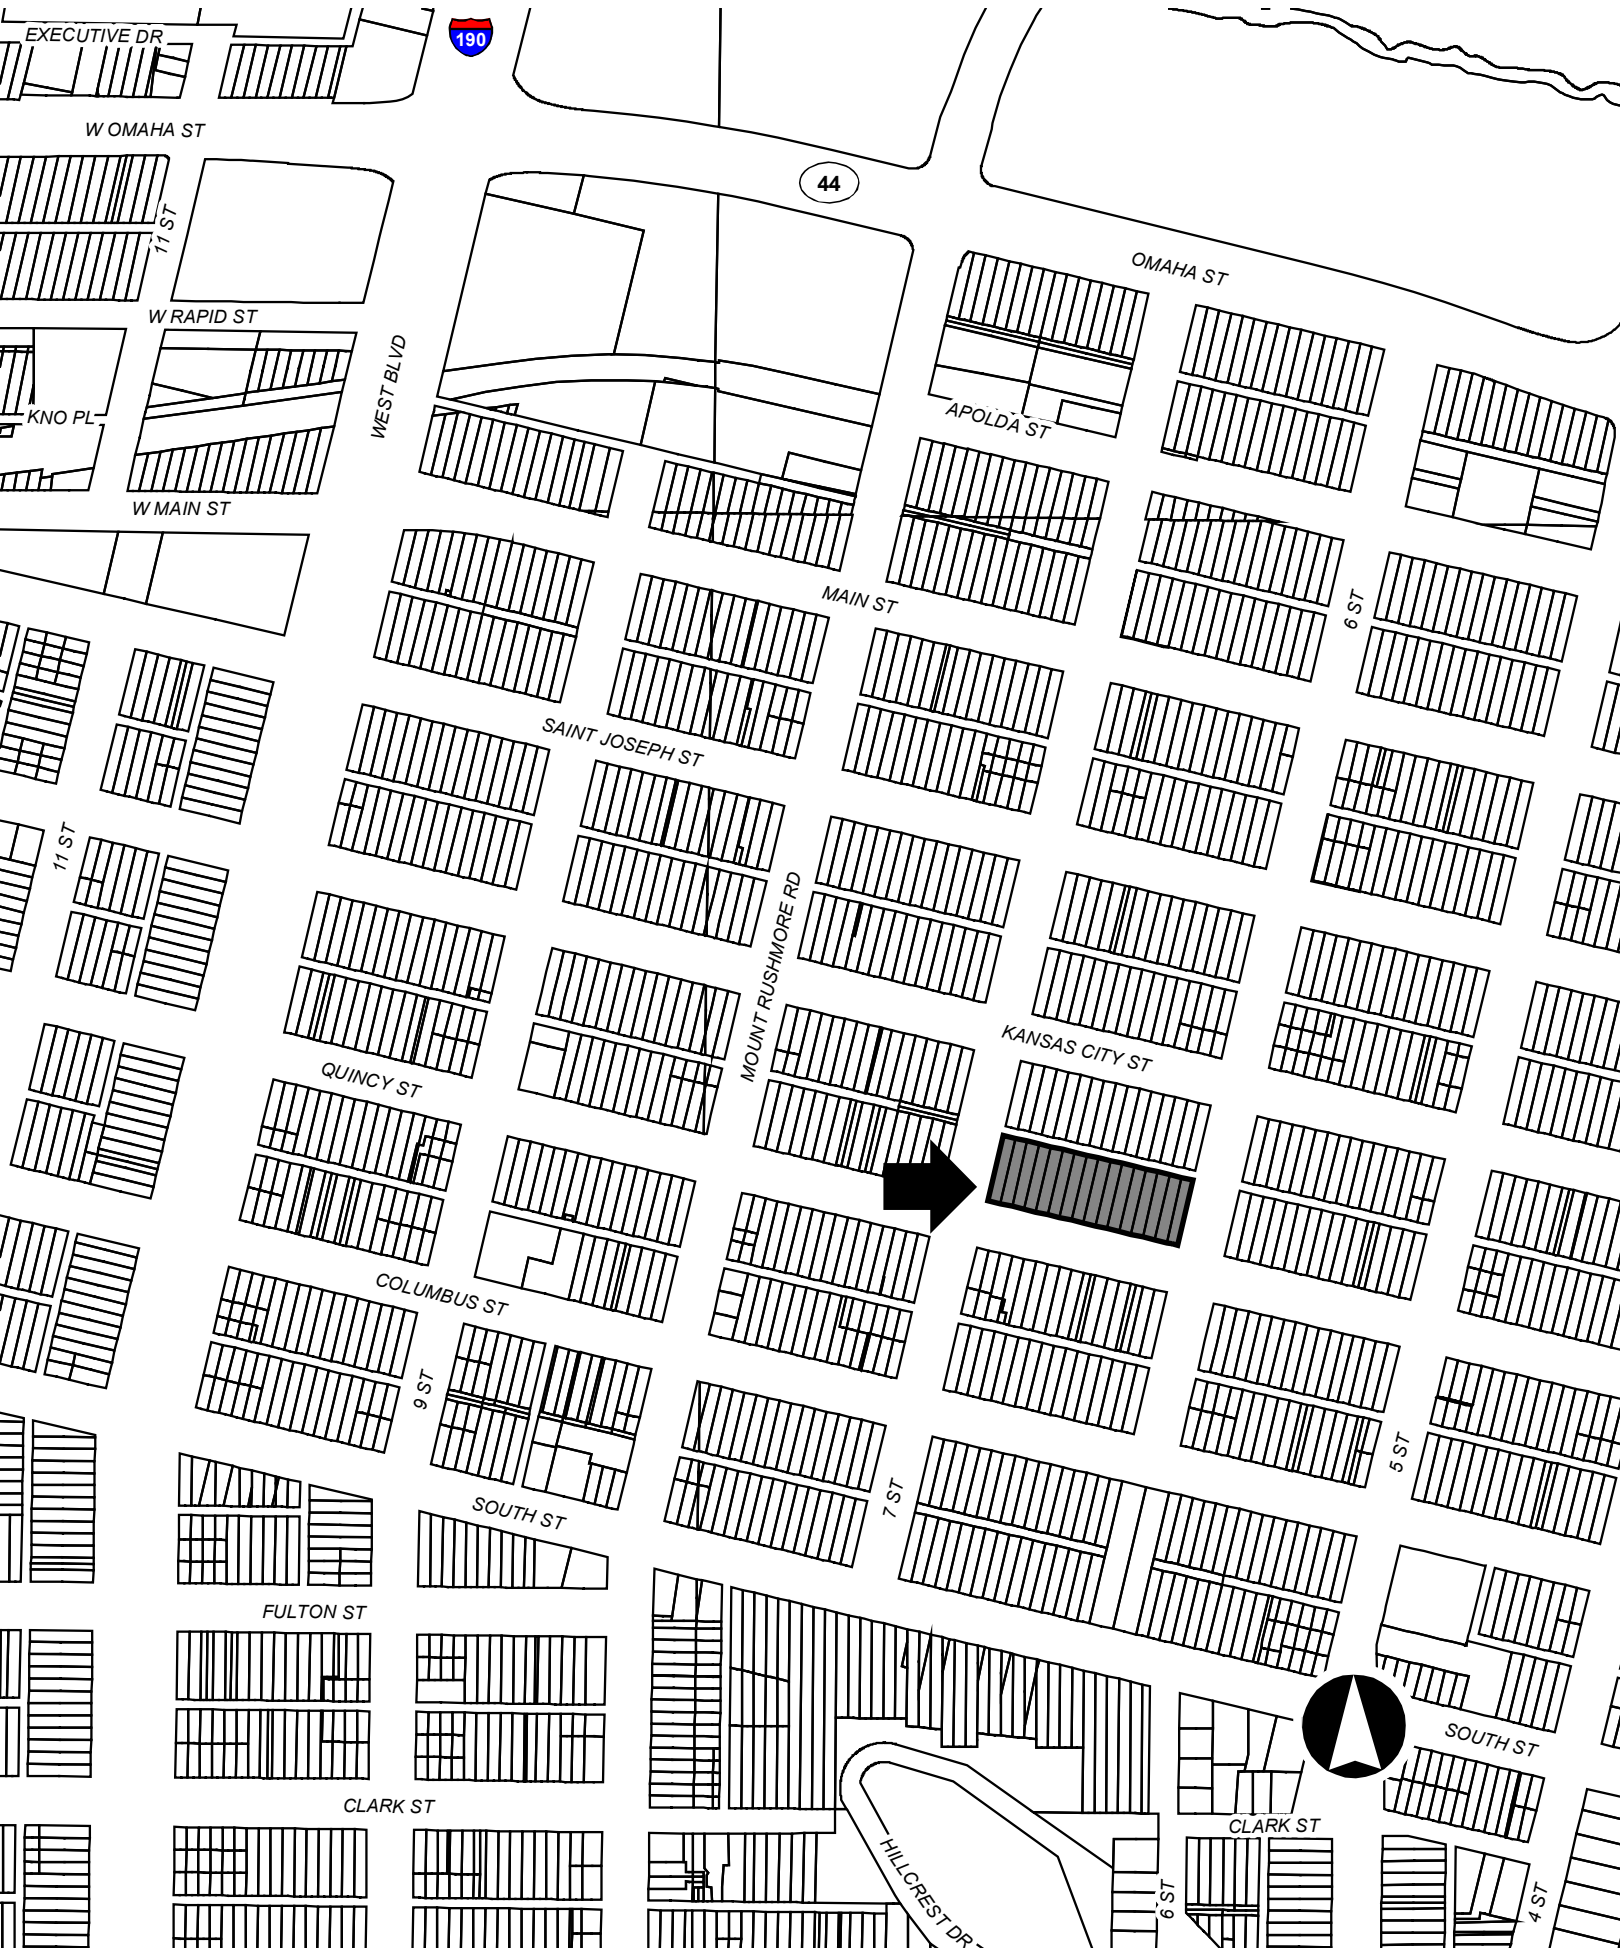 EXECUTIVE DR
190
W OMAHA ST
44
11 ST
OMAHA ST
W RAPID ST
WEST BLVD
KNO PL
APOLDA ST
W MAIN ST
MAIN ST
6 ST
SAINT JOSEPH ST
11 ST
MOUNT RUSHMORE RD
KANSAS CITY ST
QUINCY ST
COLUMBUS ST
9 ST
5 ST
7 ST
SOUTH ST
FULTON ST
SOUTH ST
CLARK ST
CLARK ST
HILLCREST DR
6 ST
4 ST